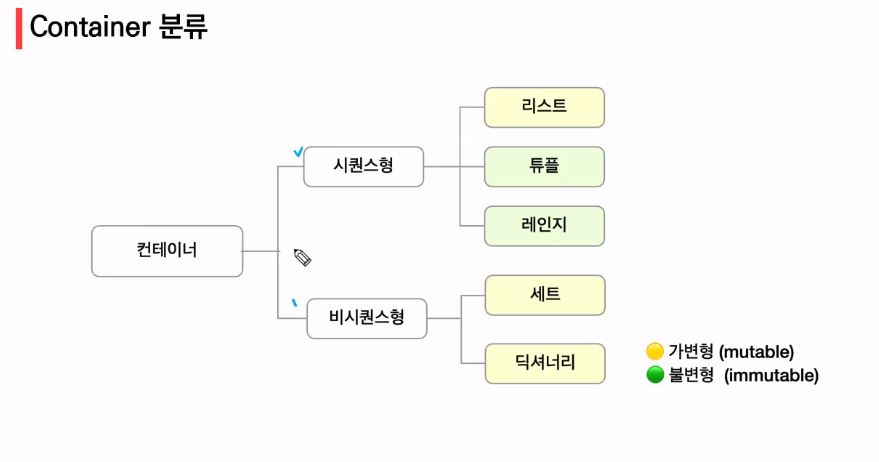 Container 분류
리스트
시퀀스형
튜플
레인지
컨테이너
세트
비시퀀스형
딕셔너리
가변형 (mutable)
불변형 (immutable)